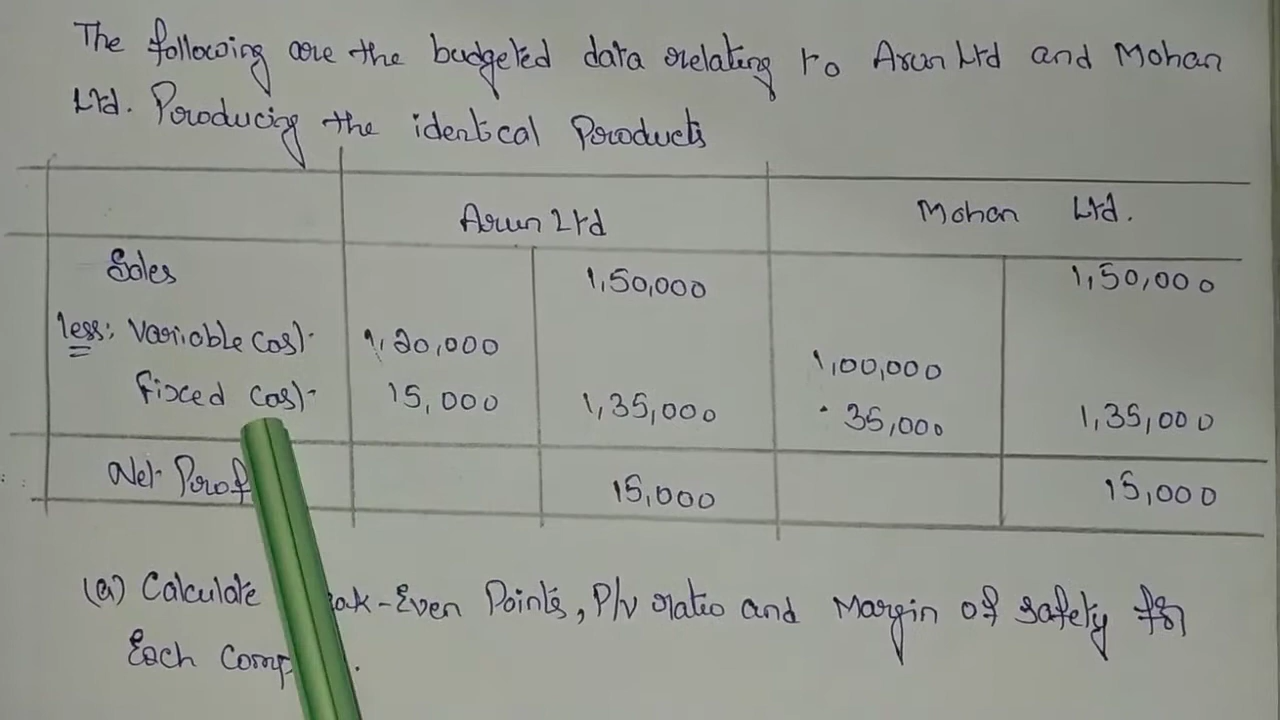 The following are the budgeted data relating to Arun Ltd and Mohan
Ltd. Producing the identical Products
Arun Ltd Mohan Ltd.
Sales 1,50,000 1,50,000
less: Variable Cost 1,20,000 1,00,000
Fixed Cost 15,000 1,35,000 35,000 1,35,000
Net Prof 15,000 15,000
(a) Calculate eak-Even Points, P/v ratio and Margin of safety for
Each Comp .